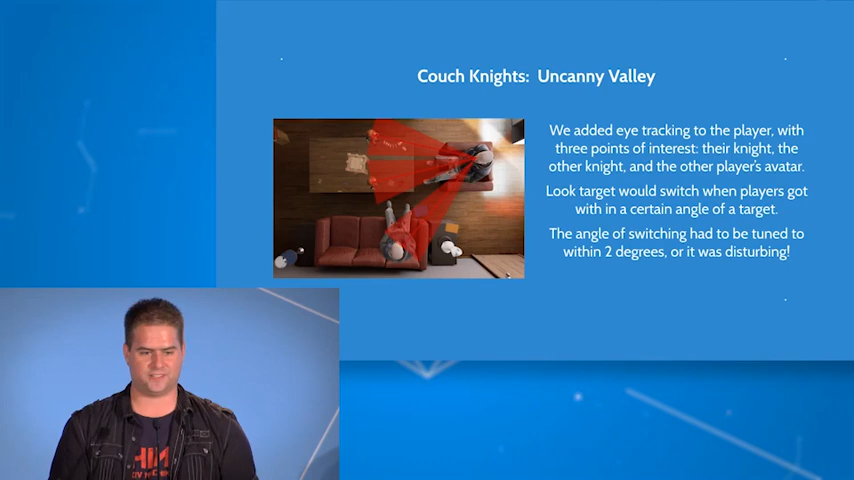 Couch Knights: Uncanny Valley
We added eye tracking to the player, with
three points of interest: their knight, the
other knight, and the other player's avatar.
Look target would switch when players got
with in a certain angle of a target.
The angle of switching had to be tuned to
within 2 degrees, or it was disturbing!